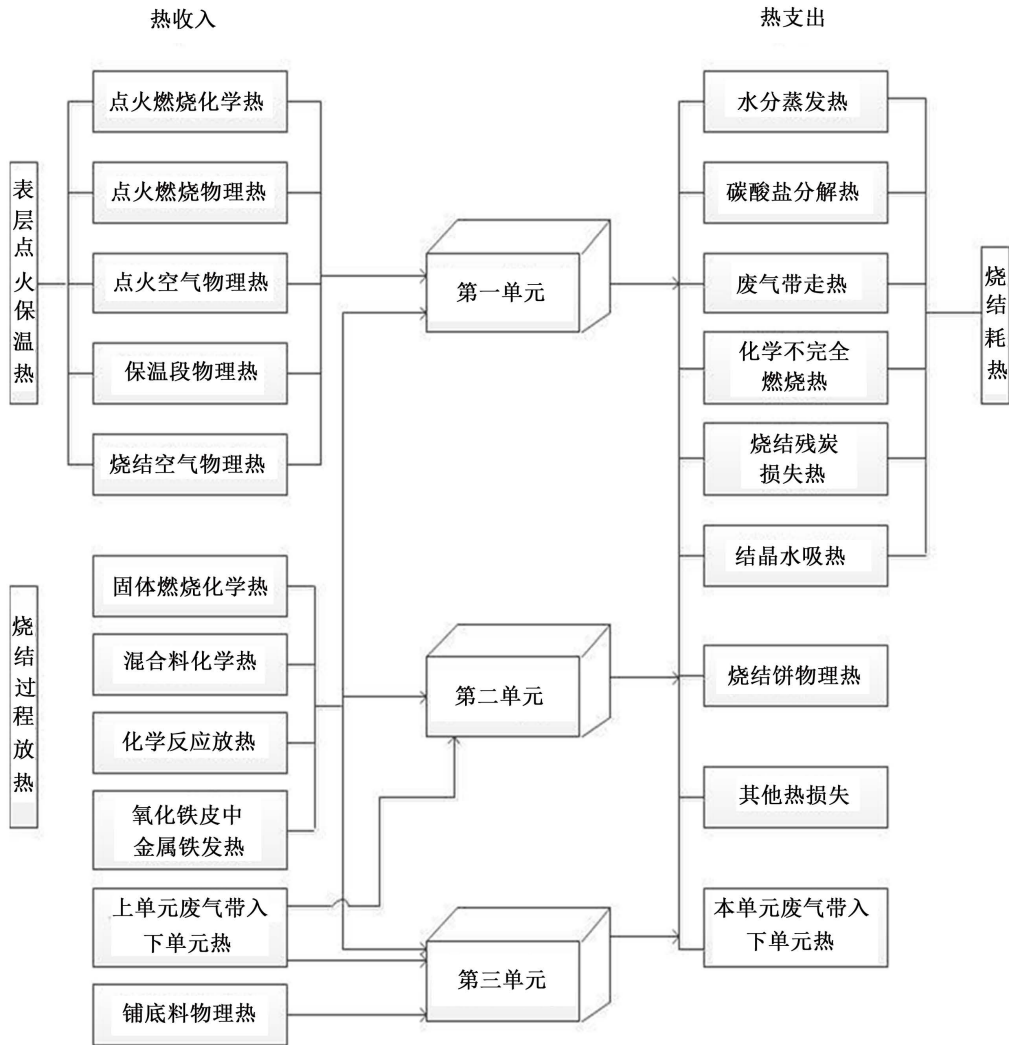 热收入
热支出
表层点火保温热
点火燃烧化学热
点火燃烧物理热
点火空气物理热
保温段物理热
烧结空气物理热
烧结过程放热
固体燃烧化学热
混合料化学热
化学反应放热
氧化铁皮中
金属铁发热
上单元废气带入
下单元热
铺底料物理热
第一单元
第二单元
第三单元
水分蒸发热
碳酸盐分解热
废气带走热
化学不完全
燃烧热
烧结残炭
损失热
结晶水吸热
烧结饼物理热
其他热损失
本单元废气带入
下单元热
烧结耗热